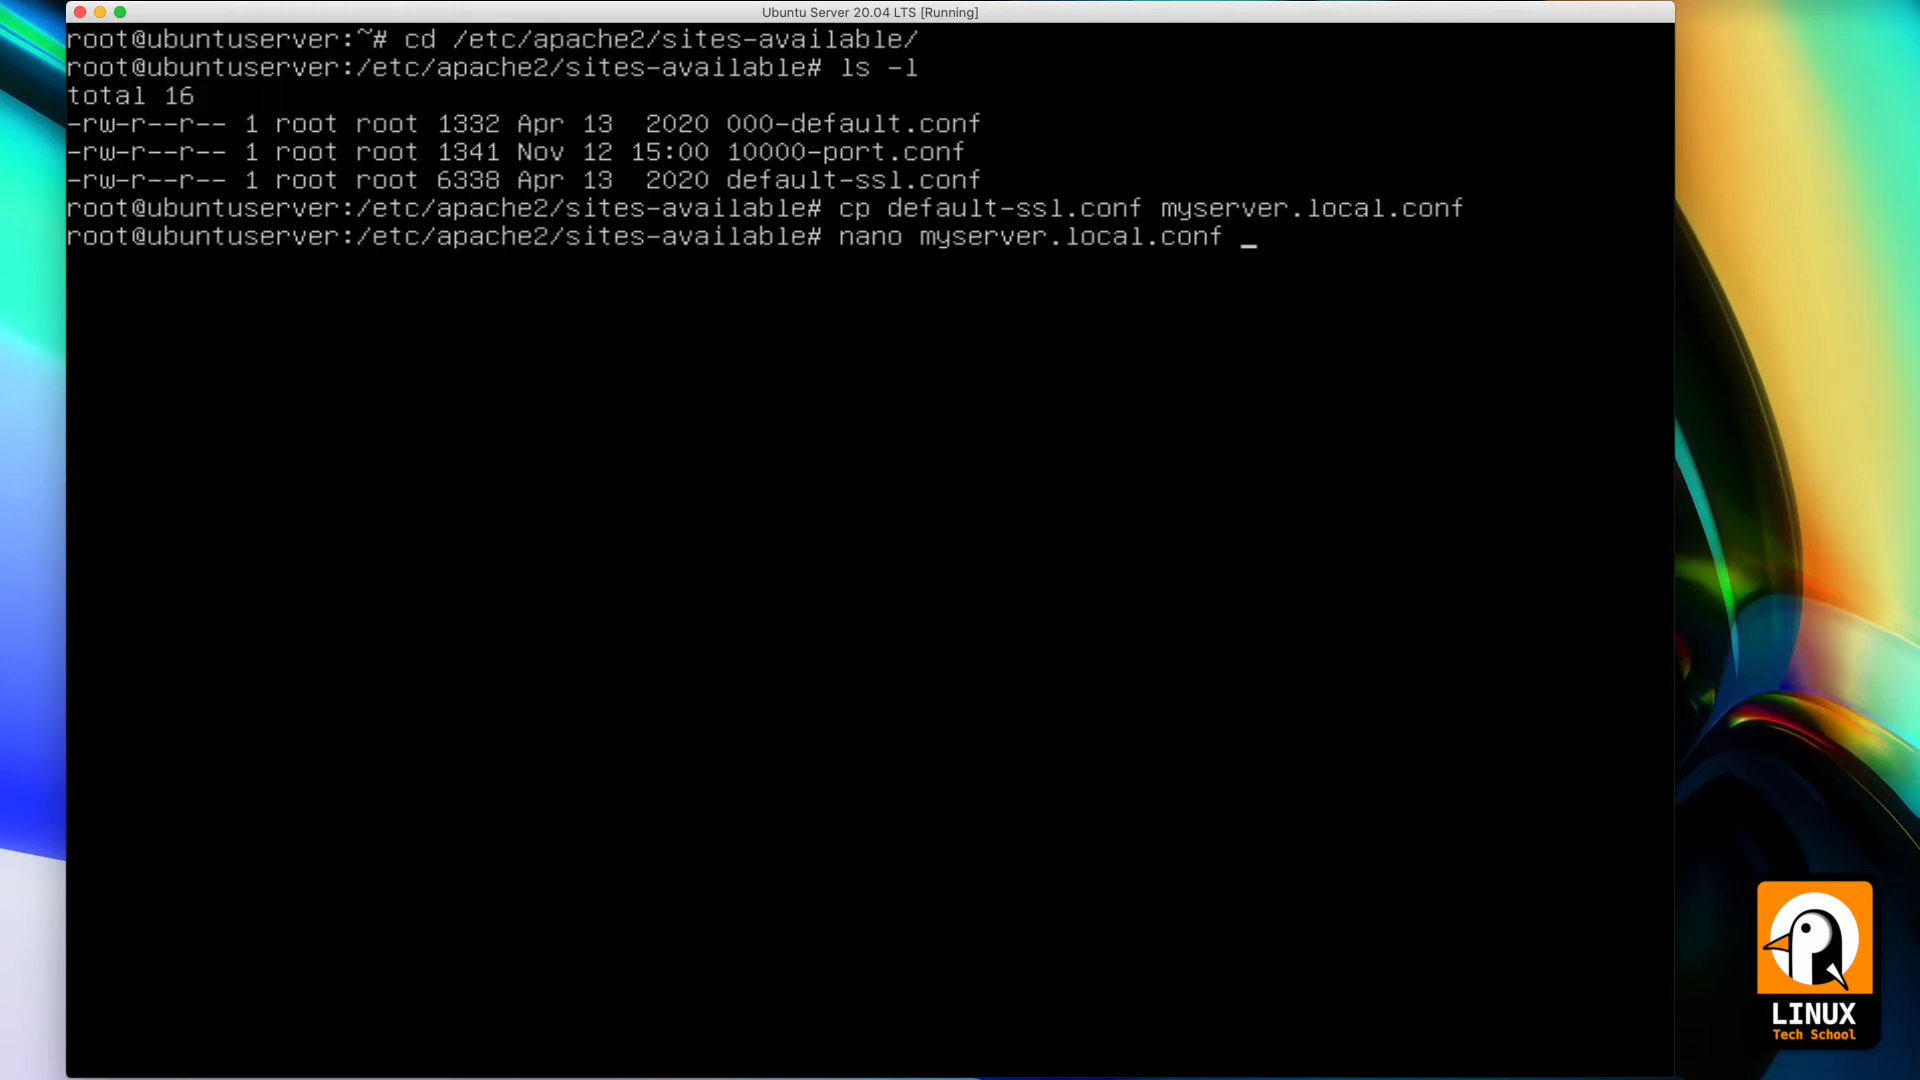 Ubuntu Server 20.04 LTS [Running]
root@ubuntuserver:~# cd /etc/apache2/sites-available/
root@ubuntuserver:/etc/apache2/sites-available# ls -l
total 16
-rw-r--r-- 1 root root 1332 Apr 13  2020 000-default.conf
-rw-r--r-- 1 root root 1341 Nov 12 15:00 10000-port.conf
-rw-r--r-- 1 root root 6338 Apr 13  2020 default-ssl.conf
root@ubuntuserver:/etc/apache2/sites-available# cp default-ssl.conf myserver.local.conf
root@ubuntuserver:/etc/apache2/sites-available# nano myserver.local.conf _
LINUX
Tech School